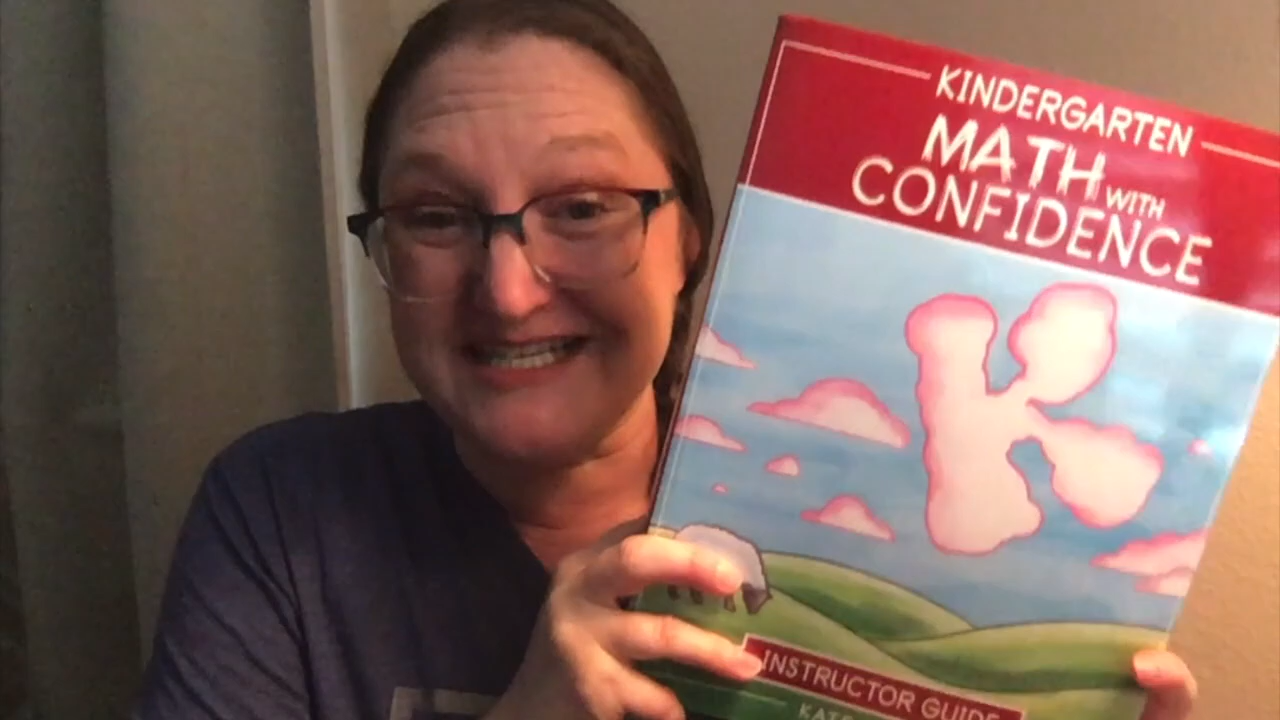 KINDERGARTEN
MATH WITH
CONFIDENCE
K
INSTRUCTOR GUIDE